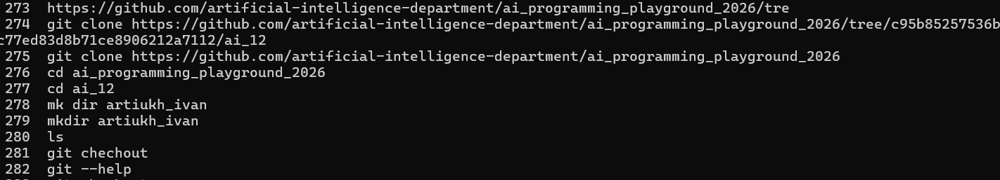 273 https://github.com/artificial-intelligence-department/ai_programming_playground_2026/tre
274 git clone https://github.com/artificial-intelligence-department/ai_programming_playground_2026/tree/c95b85257536b
c77ed83d8b71ce8906212a7112/ai_12
275 git clone https://github.com/artificial-intelligence-department/ai_programming_playground_2026
276 cd ai_programming_playground_2026
277 cd ai_12
278 mk dir artiukh_ivan
279 mkdir artiukh_ivan
280 ls
281 git chechout
282 git --help